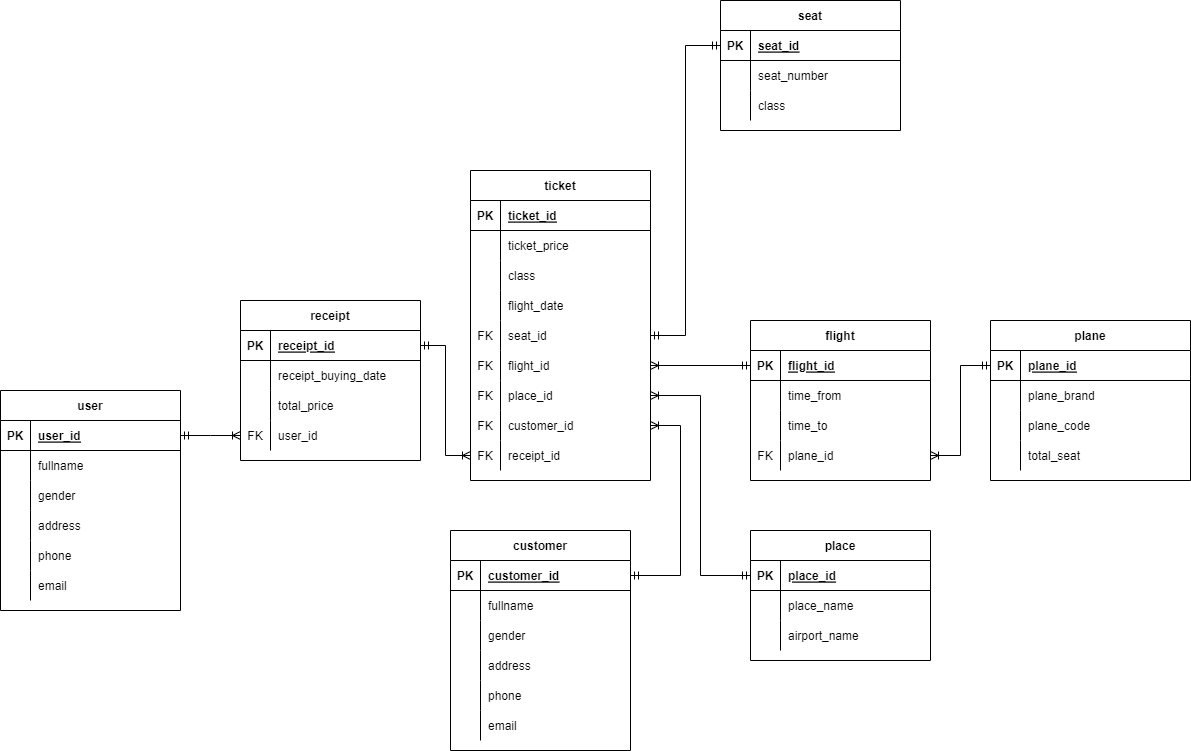 seat
PK seat_id
seat_number
class
ticket
PK ticket_id
ticket_price
class
flight_date
FK seat_id
FK flight_id
FK place_id
FK customer_id
FK receipt_id
receipt
PK receipt_id
receipt_buying_date
total_price
FK user_id
flight
PK flight_id
time_from
time_to
FK plane_id
plane
PK plane_id
plane_brand
plane_code
total_seat
user
PK user_id
fullname
gender
address
phone
email
customer
PK customer_id
fullname
gender
address
phone
email
place
PK place_id
place_name
airport_name